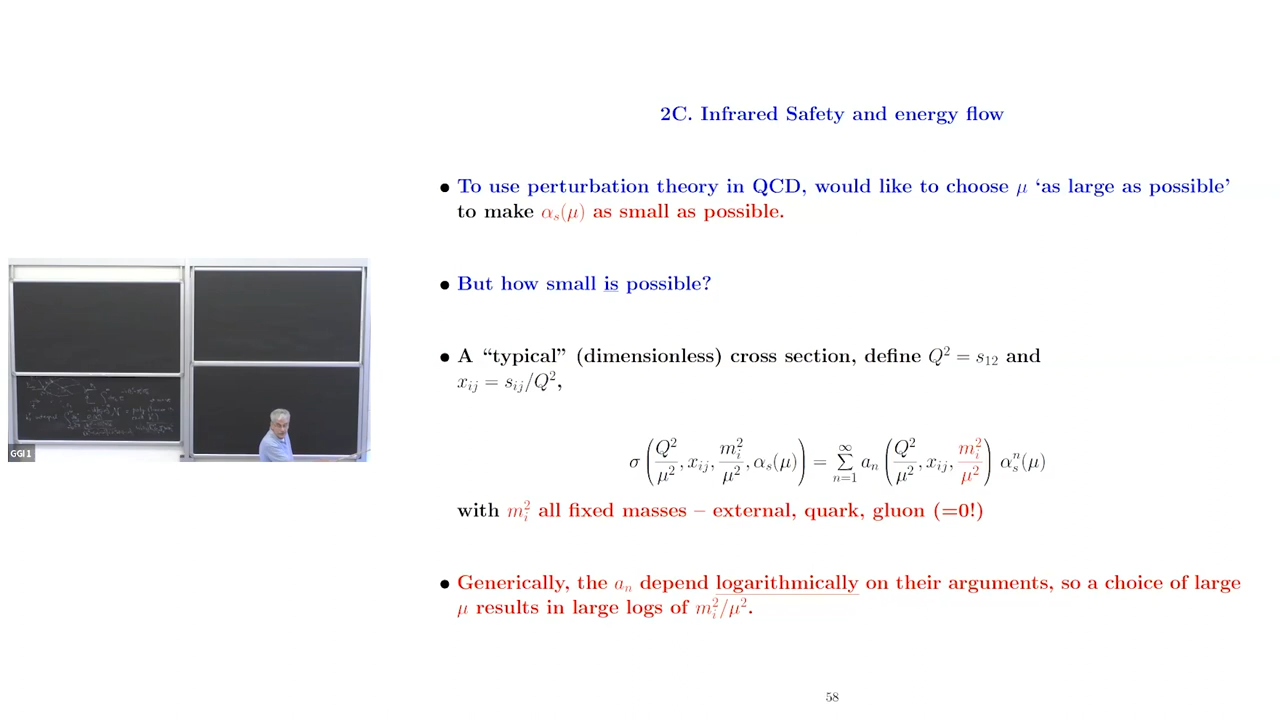 2C. Infrared Safety and energy flow
• To use perturbation theory in QCD, would like to choose μ ‘as large as possible’
to make αₛ(μ) as small as possible.
• But how small is possible?
• A “typical” (dimensionless) cross section, define Q² = s₁₂ and
xᵢⱼ = sᵢⱼ/Q²,
σ (Q²/μ², xᵢⱼ, mᵢ²/μ², αₛ(μ)) = ∑_{n=1}^{∞} aₙ (Q²/μ², xᵢⱼ, mᵢ²/μ²) αₛⁿ(μ)
with mᵢ² all fixed masses – external, quark, gluon (=0!)
• Generically, the aₙ depend logarithmically on their arguments, so a choice of large
μ results in large logs of mᵢ²/μ².
GGI 1
58